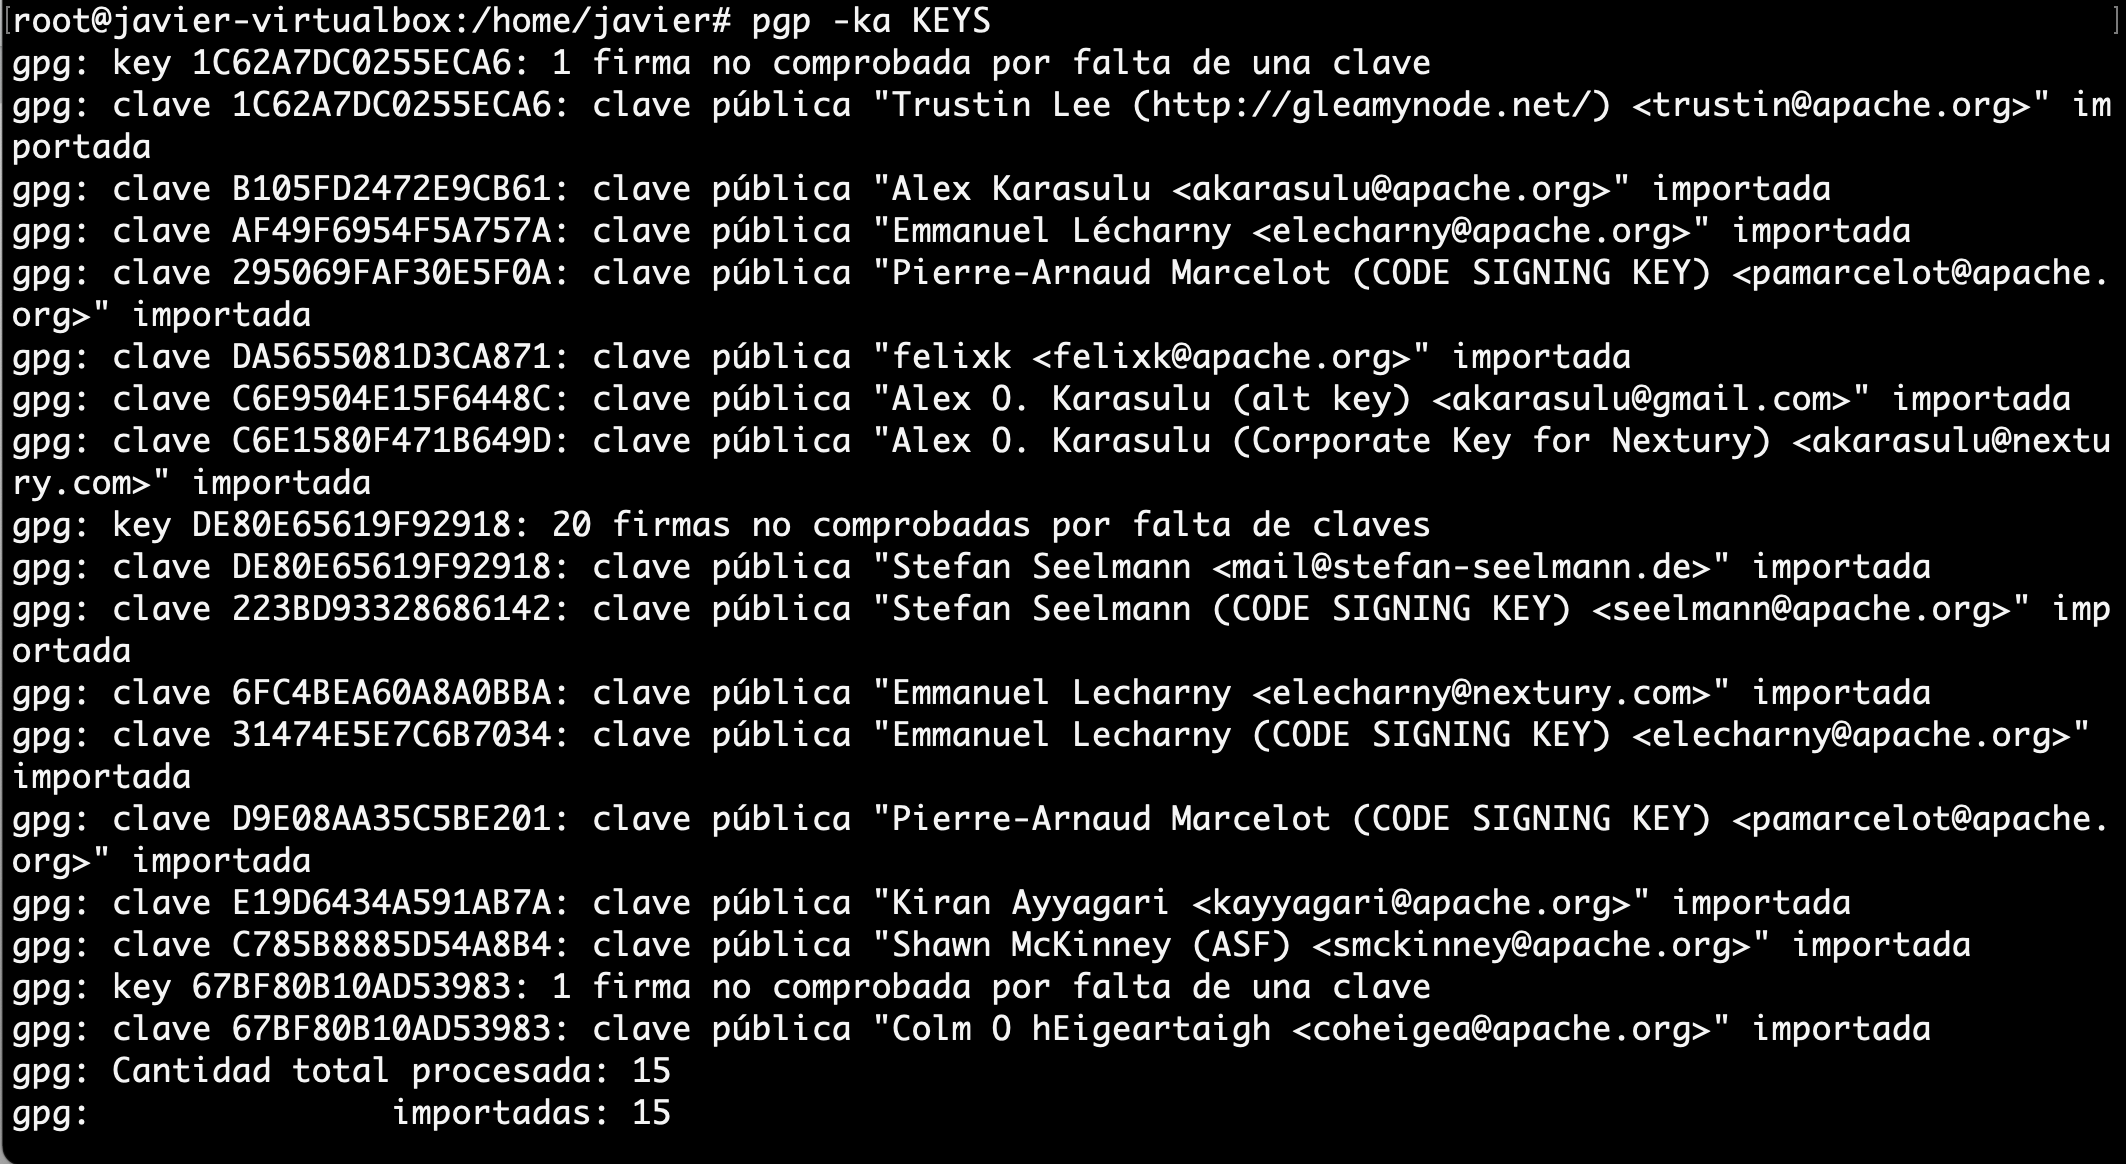 [root@javier-virtualbox:/home/javier# pgp -ka KEYS ]
gpg: key 1C62A7DC0255ECA6: 1 firma no comprobada por falta de una clave
gpg: clave 1C62A7DC0255ECA6: clave pública "Trustin Lee (http://gleamynode.net/) <trustin@apache.org>" im
portada
gpg: clave B105FD2472E9CB61: clave pública "Alex Karasulu <akarasulu@apache.org>" importada
gpg: clave AF49F6954F5A757A: clave pública "Emmanuel Lécharny <elecharny@apache.org>" importada
gpg: clave 295069FAF30E5F0A: clave pública "Pierre-Arnaud Marcelot (CODE SIGNING KEY) <pamarcelot@apache.
org>" importada
gpg: clave DA5655081D3CA871: clave pública "felixk <felixk@apache.org>" importada
gpg: clave C6E9504E15F6448C: clave pública "Alex O. Karasulu (alt key) <akarasulu@gmail.com>" importada
gpg: clave C6E1580F471B649D: clave pública "Alex O. Karasulu (Corporate Key for Nextury) <akarasulu@nextu
ry.com>" importada
gpg: key DE80E65619F92918: 20 firmas no comprobadas por falta de claves
gpg: clave DE80E65619F92918: clave pública "Stefan Seelmann <mail@stefan-seelmann.de>" importada
gpg: clave 223BD93328686142: clave pública "Stefan Seelmann (CODE SIGNING KEY) <seelmann@apache.org>" imp
ortada
gpg: clave 6FC4BEA60A8A0BBA: clave pública "Emmanuel Lecharny <elecharny@nextury.com>" importada
gpg: clave 31474E5E7C6B7034: clave pública "Emmanuel Lecharny (CODE SIGNING KEY) <elecharny@apache.org>"
importada
gpg: clave D9E08AA35C5BE201: clave pública "Pierre-Arnaud Marcelot (CODE SIGNING KEY) <pamarcelot@apache.
org>" importada
gpg: clave E19D6434A591AB7A: clave pública "Kiran Ayyagari <kayyagari@apache.org>" importada
gpg: clave C785B8885D54A8B4: clave pública "Shawn McKinney (ASF) <smckinney@apache.org>" importada
gpg: key 67BF80B10AD53983: 1 firma no comprobada por falta de una clave
gpg: clave 67BF80B10AD53983: clave pública "Colm O hEigeartaigh <coheigea@apache.org>" importada
gpg: Cantidad total procesada: 15
gpg:               importadas: 15